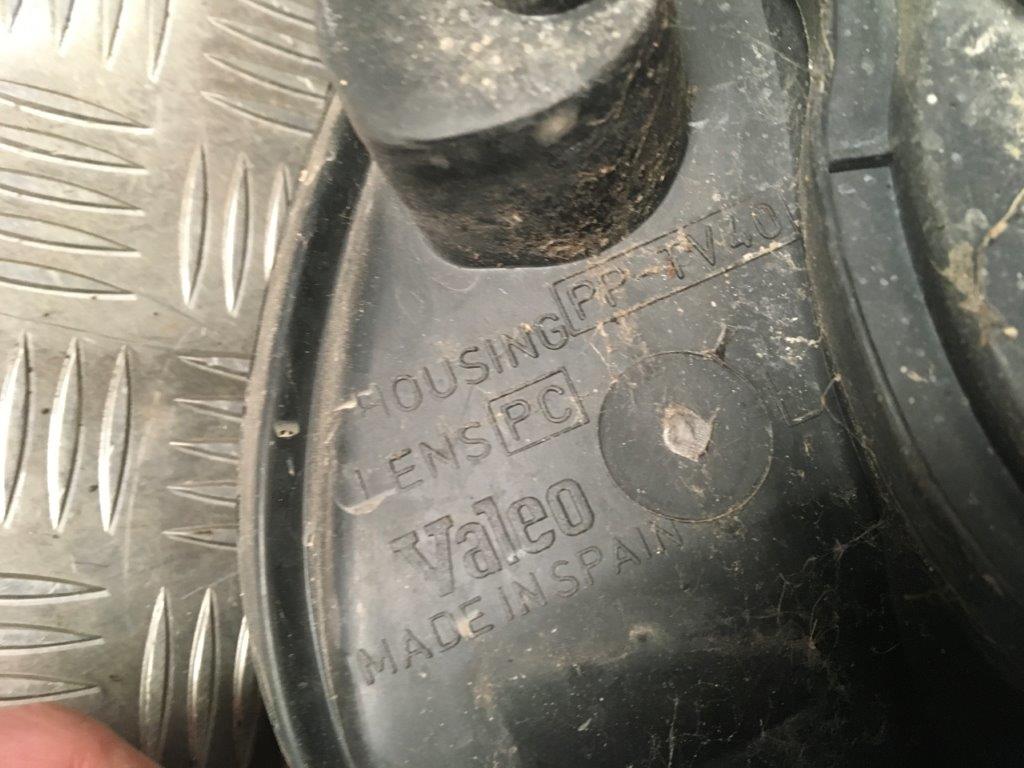 HOUSING PP-TV40
LENS PC
Valeo
MADE IN SPAIN
L